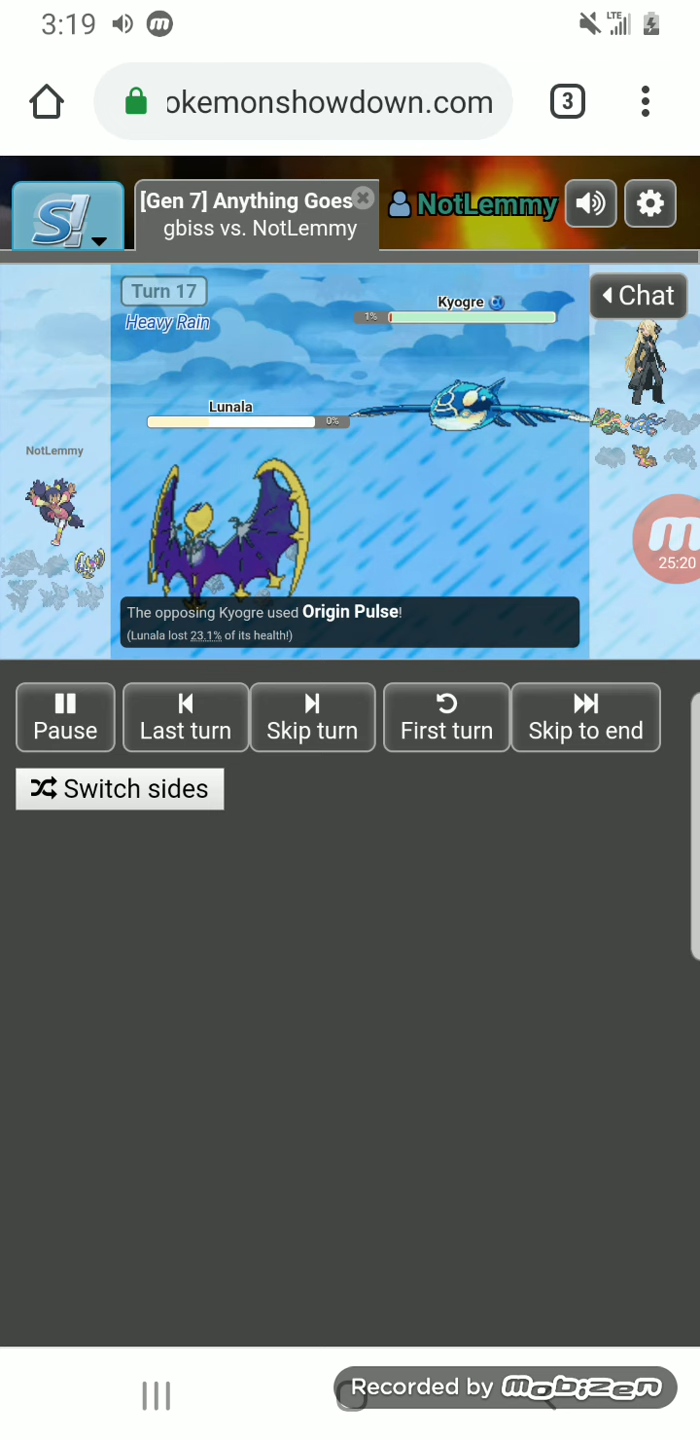 3:19
LTE
okemonshowdown.com
3
[Gen 7] Anything Goes
gbiss vs. NotLemmy
NotLemmy
Turn 17
Heavy Rain
Kyogre
1%
Chat
Lunala
0%
NotLemmy
25:20
The opposing Kyogre used Origin Pulse!
(Lunala lost 23.1% of its health!)
Pause
Last turn
Skip turn
First turn
Skip to end
Switch sides
Recorded by mobizen